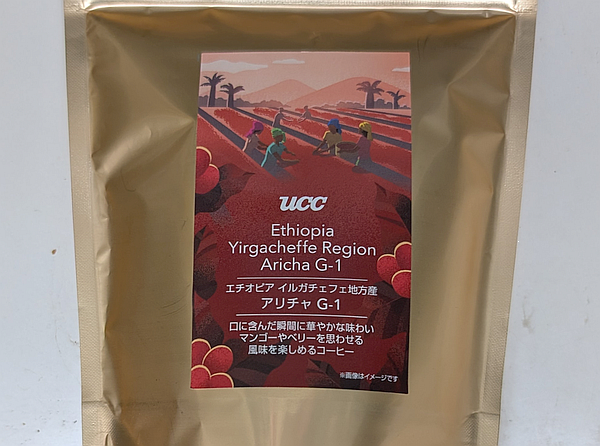 UCC
Ethiopia
Yirgacheffe Region
Aricha G-1
エチオピア イルガチェフェ地方産
アリチャ G-1
口に含んだ瞬間に華やかな味わい
マンゴーやベリーを思わせる
風味を楽しめるコーヒー
※画像はイメージです